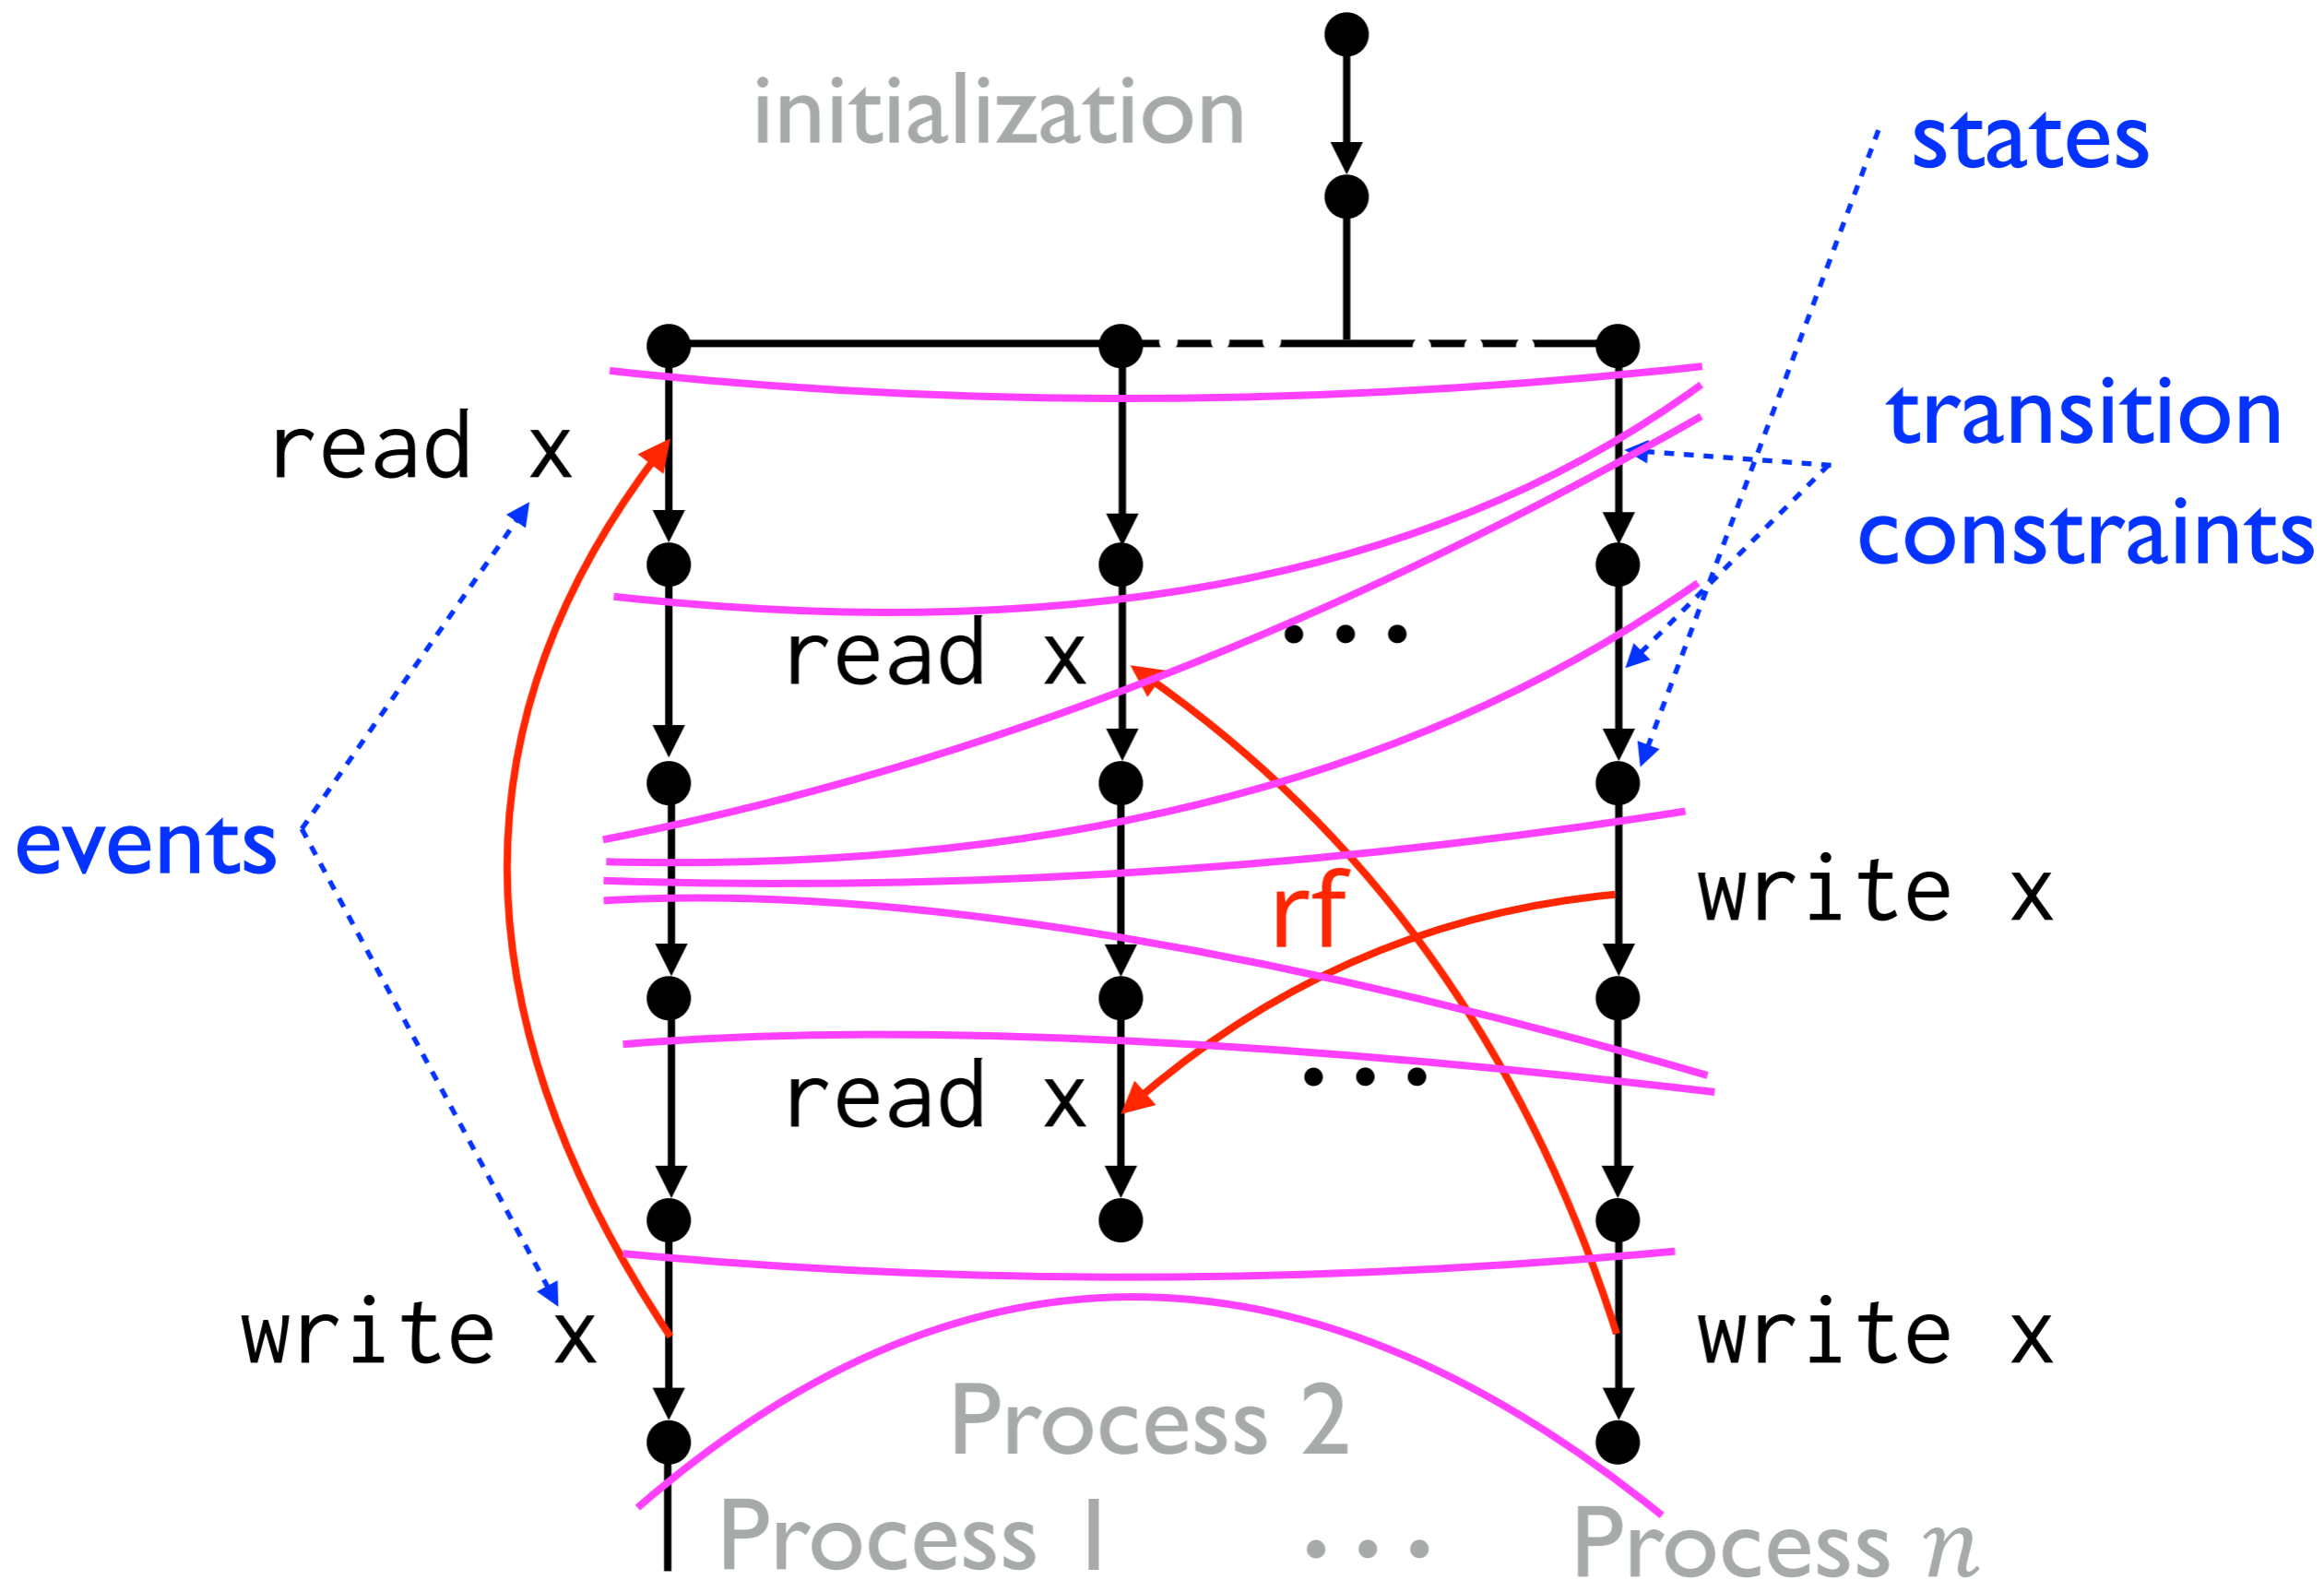 initialization
states
transition
constraints
read x
read x
...
events
rf
write x
read x
...
write x
write x
Process 2
Process 1
...
Process n